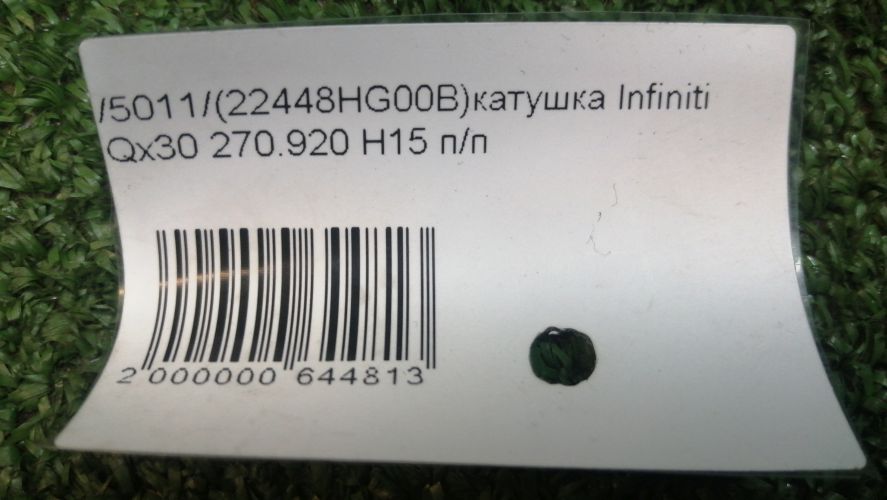 /5011/(22448HG00B)катушка Infiniti
Qx30 270.920 H15 п/п
2 000000 644813